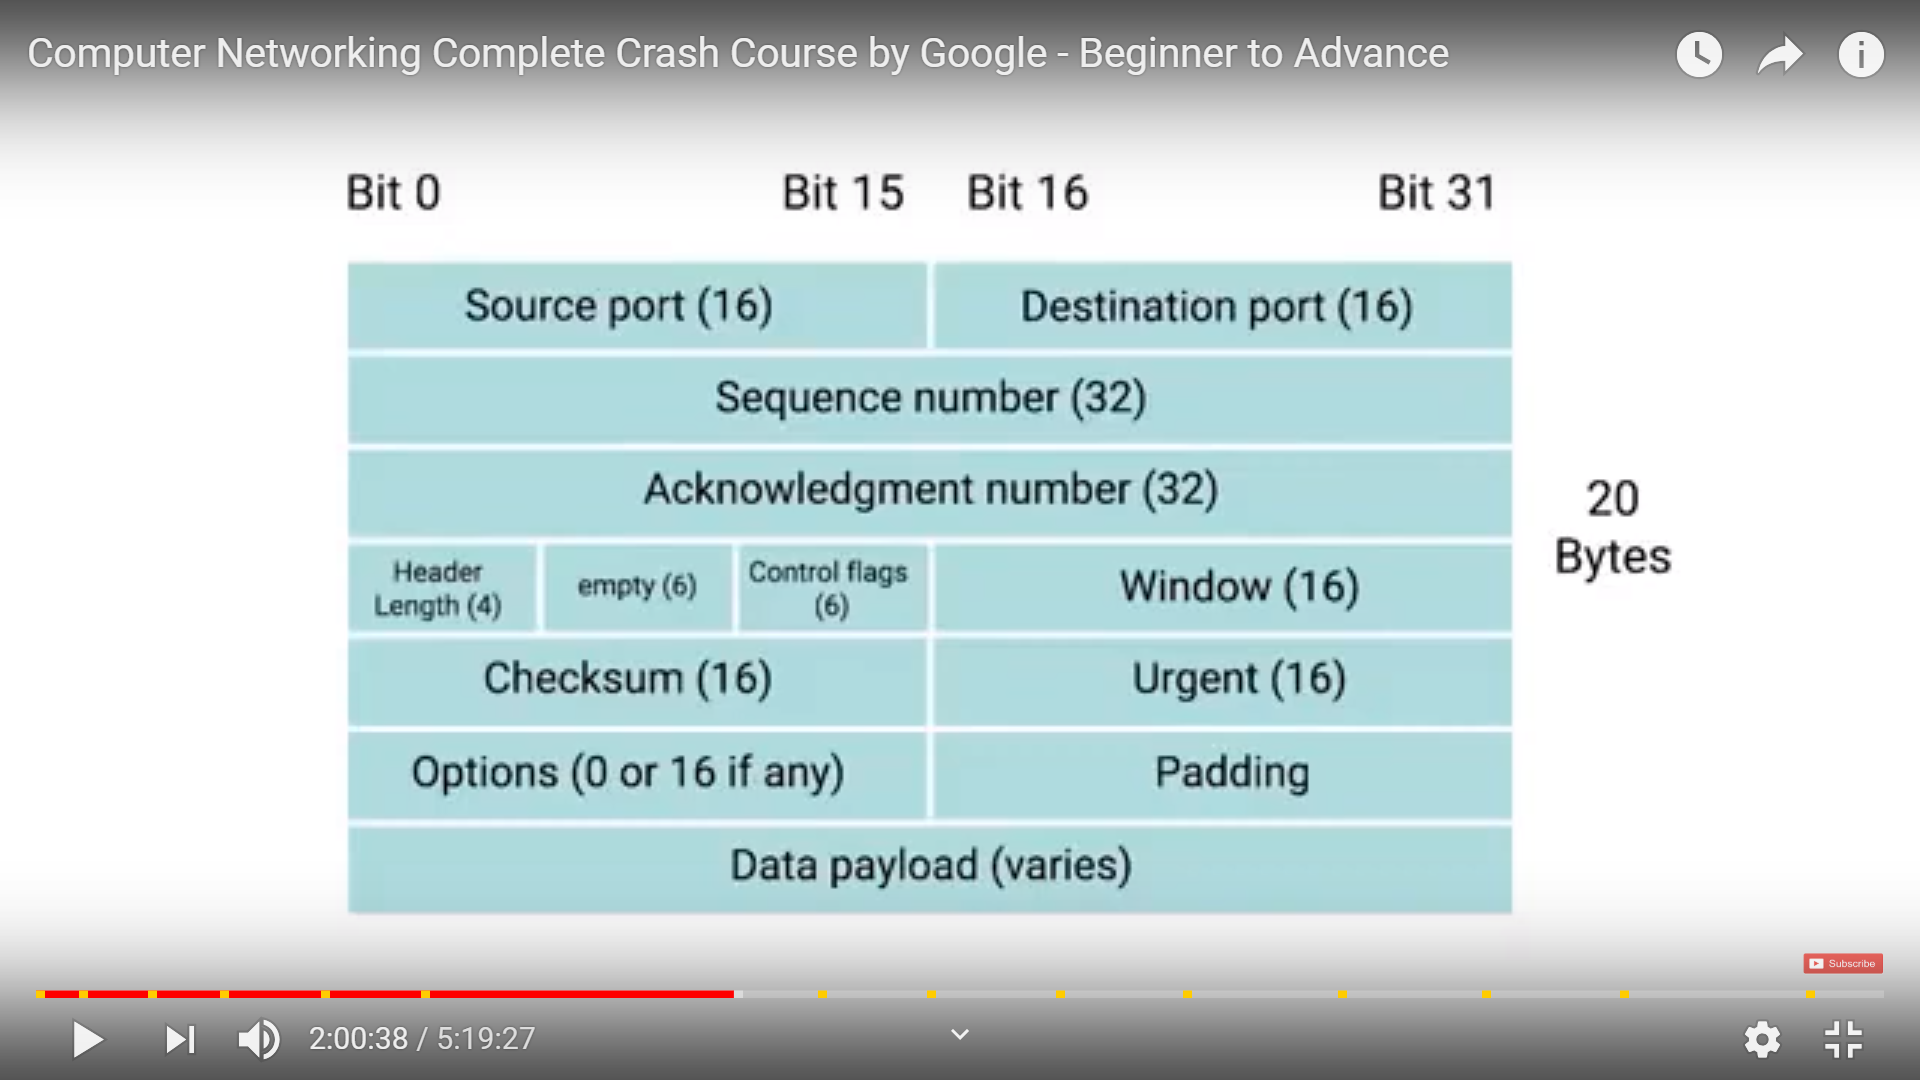 Computer Networking Complete Crash Course by Google - Beginner to Advance
Bit 0 Bit 15 Bit 16 Bit 31
Source port (16) Destination port (16)
Sequence number (32)
Acknowledgment number (32)
20
Bytes
Header
Length (4)
empty (6)
Control flags
(6)
Window (16)
Checksum (16) Urgent (16)
Options (0 or 16 if any) Padding
Data payload (varies)
Subscribe
2:00:38 / 5:19:27